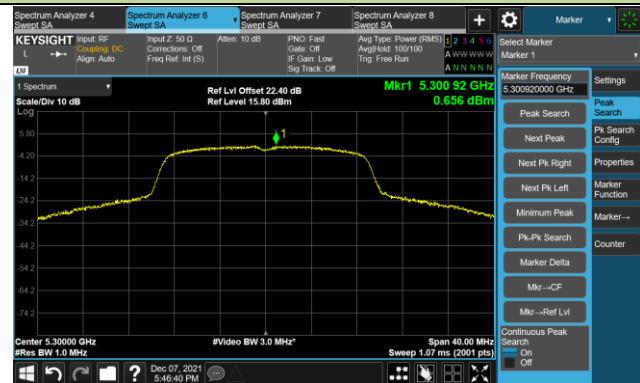 Spectrum Analyzer 4
Swept SA
Spectrum Analyzer 6
Swept SA
Spectrum Analyzer 7
Swept SA
Spectrum Analyzer 8
Swept SA
+
Marker
KEYSIGHT
L
LXI
Input: RF
Coupling: DC
Align: Auto
Input Z: 50 Ω
Corrections: Off
Freq Ref: Int (S)
Atten: 10 dB
PNO: Fast
Gate: Off
IF Gain: Low
Sig Track: Off
Avg Type: Power (RMS)
Avg|Hold: 100/100
Trig: Free Run
1 2 3 4 5 6
A W W W W W
A N N N N N
Select Marker
Marker 1
1 Spectrum
Scale/Div 10 dB
Log
Ref Lvl Offset 22.40 dB
Ref Level 15.80 dBm
Mkr1 5.300 92 GHz
0.656 dBm
1
5.80
-4.20
-14.2
-24.2
-34.2
-44.2
-54.2
-64.2
-74.2
Center 5.30000 GHz
#Res BW 1.0 MHz
#Video BW 3.0 MHz*
Span 40.00 MHz
Sweep 1.07 ms (2001 pts)
Marker Frequency
5.300920000 GHz
Peak Search
Next Peak
Next Pk Right
Next Pk Left
Minimum Peak
Pk-Pk Search
Marker Delta
Mkr→CF
Mkr→Ref Lvl
Continuous Peak
Search
On
Off
Settings
Peak
Search
Pk Search
Config
Properties
Marker
Function
Marker→
Counter
?
Dec 07, 2021
5:46:40 PM